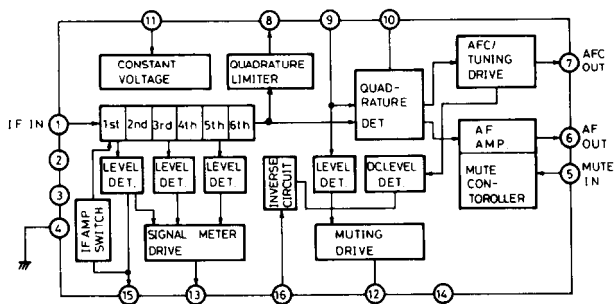 11
8
9
10
CONSTANT
VOLTAGE
QUADRATURE
LIMITER
AFC/
TUNING
DRIVE
7
AFC
OUT
QUAD-
RATURE
DET
IF IN
1
1st
2nd
3rd
4th
5th
6th
AF
AMP.
6
AF
OUT
2
LEVEL
DET.
LEVEL
DET.
LEVEL
DET.
INVERSE
CIRCUIT
LEVEL
DET.
DCLEVEL
DET.
MUTE
CON-
TOROLLER
5
MUTE
IN
3
4
IF AMP
SWITCH
SIGNAL METER
DRIVE
MUTING
DRIVE
15
13
16
12
14